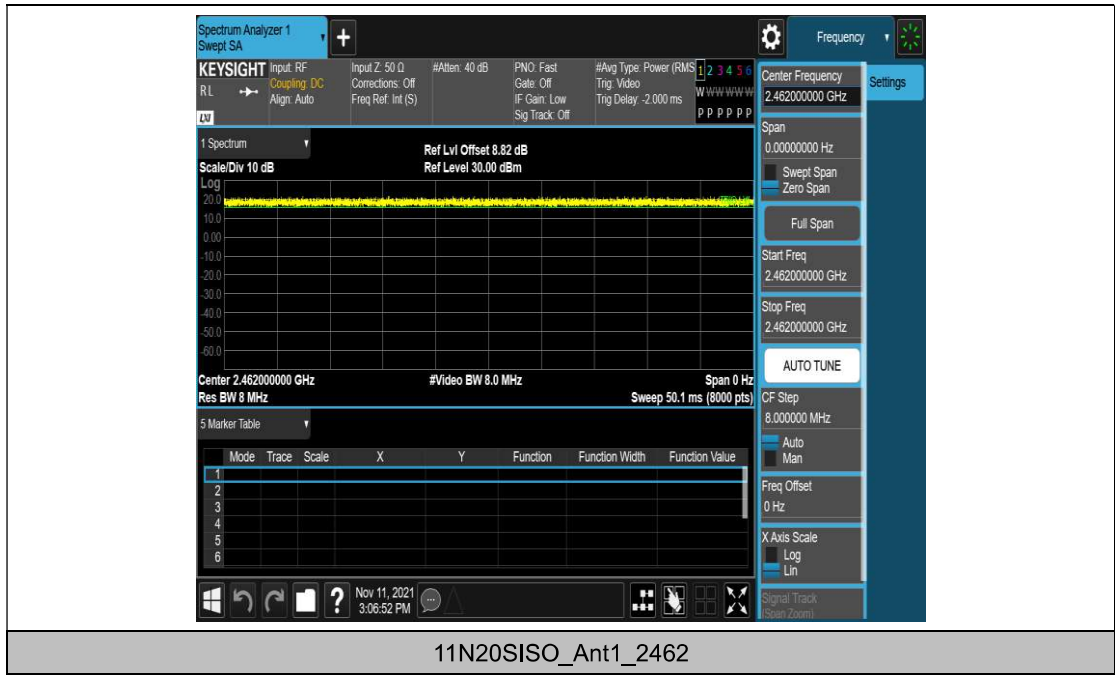 Spectrum Analyzer 1
Swept SA
Frequency
KEYSIGHT
RL
LXI
Input: RF
Coupling: DC
Align: Auto
Input Z: 50 Ω
Corrections: Off
Freq Ref: Int (S)
#Atten: 40 dB
PNO: Fast
Gate: Off
IF Gain: Low
Sig Track: Off
#Avg Type: Power (RMS
Trig: Video
Trig Delay: -2.000 ms
1 2 3 4 5 6
W W W W W W
P P P P P P
1 Spectrum
Scale/Div 10 dB
Ref Lvl Offset 8.82 dB
Ref Level 30.00 dBm
Log
20.0
10.0
0.00
-10.0
-20.0
-30.0
-40.0
-50.0
-60.0
Center 2.462000000 GHz
#Video BW 8.0 MHz
Span 0 Hz
Res BW 8 MHz
Sweep 50.1 ms (8000 pts)
5 Marker Table
Mode Trace Scale X Y Function Function Width Function Value
1
2
3
4
5
6
Nov 11, 2021
3:06:52 PM
Center Frequency
2.462000000 GHz
Settings
Span
0.00000000 Hz
Swept Span
Zero Span
Full Span
Start Freq
2.462000000 GHz
Stop Freq
2.462000000 GHz
AUTO TUNE
CF Step
8.000000 MHz
Auto
Man
Freq Offset
0 Hz
X Axis Scale
Log
Lin
Signal Track
(Span Zoom)
11N20SISO_Ant1_2462